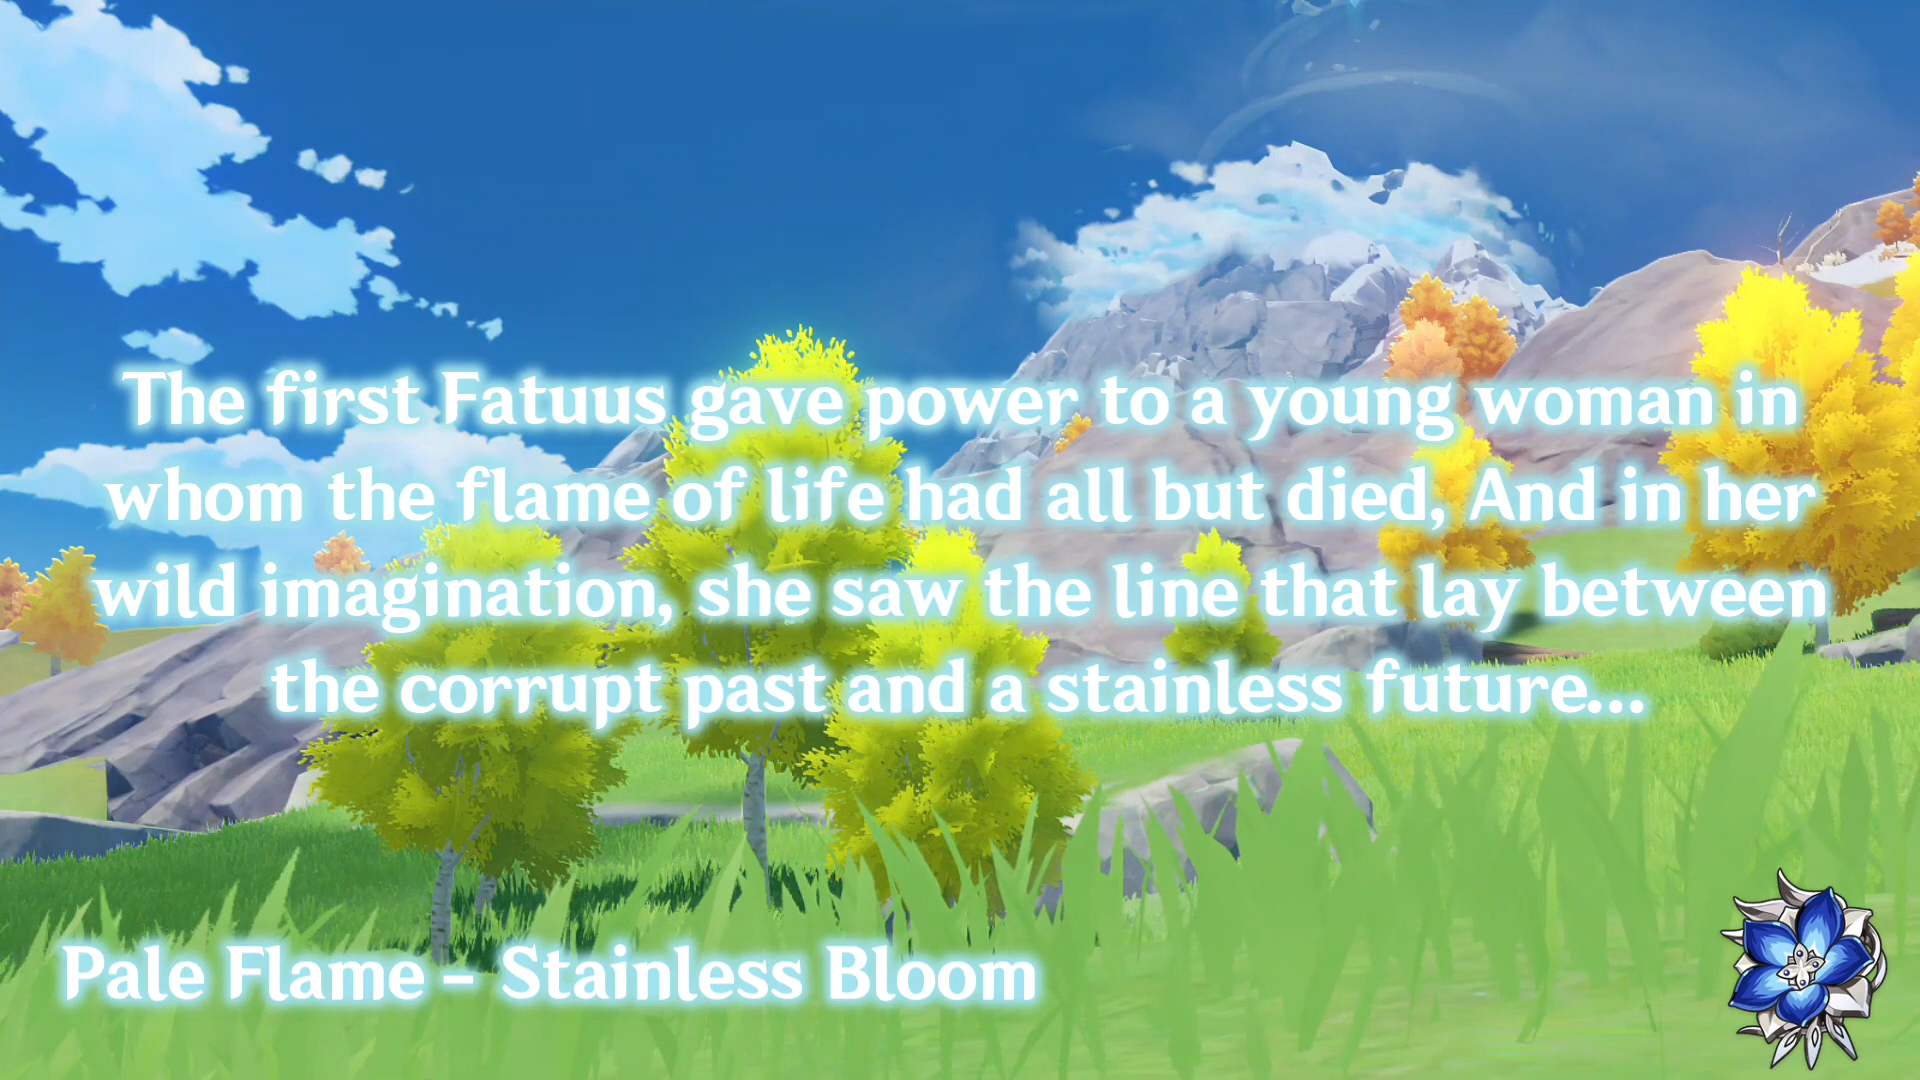 The first Fatuus gave power to a young woman in
whom the flame of life had all but died, And in her
wild imagination, she saw the line that lay between
the corrupt past and a stainless future...
Pale Flame - Stainless Bloom